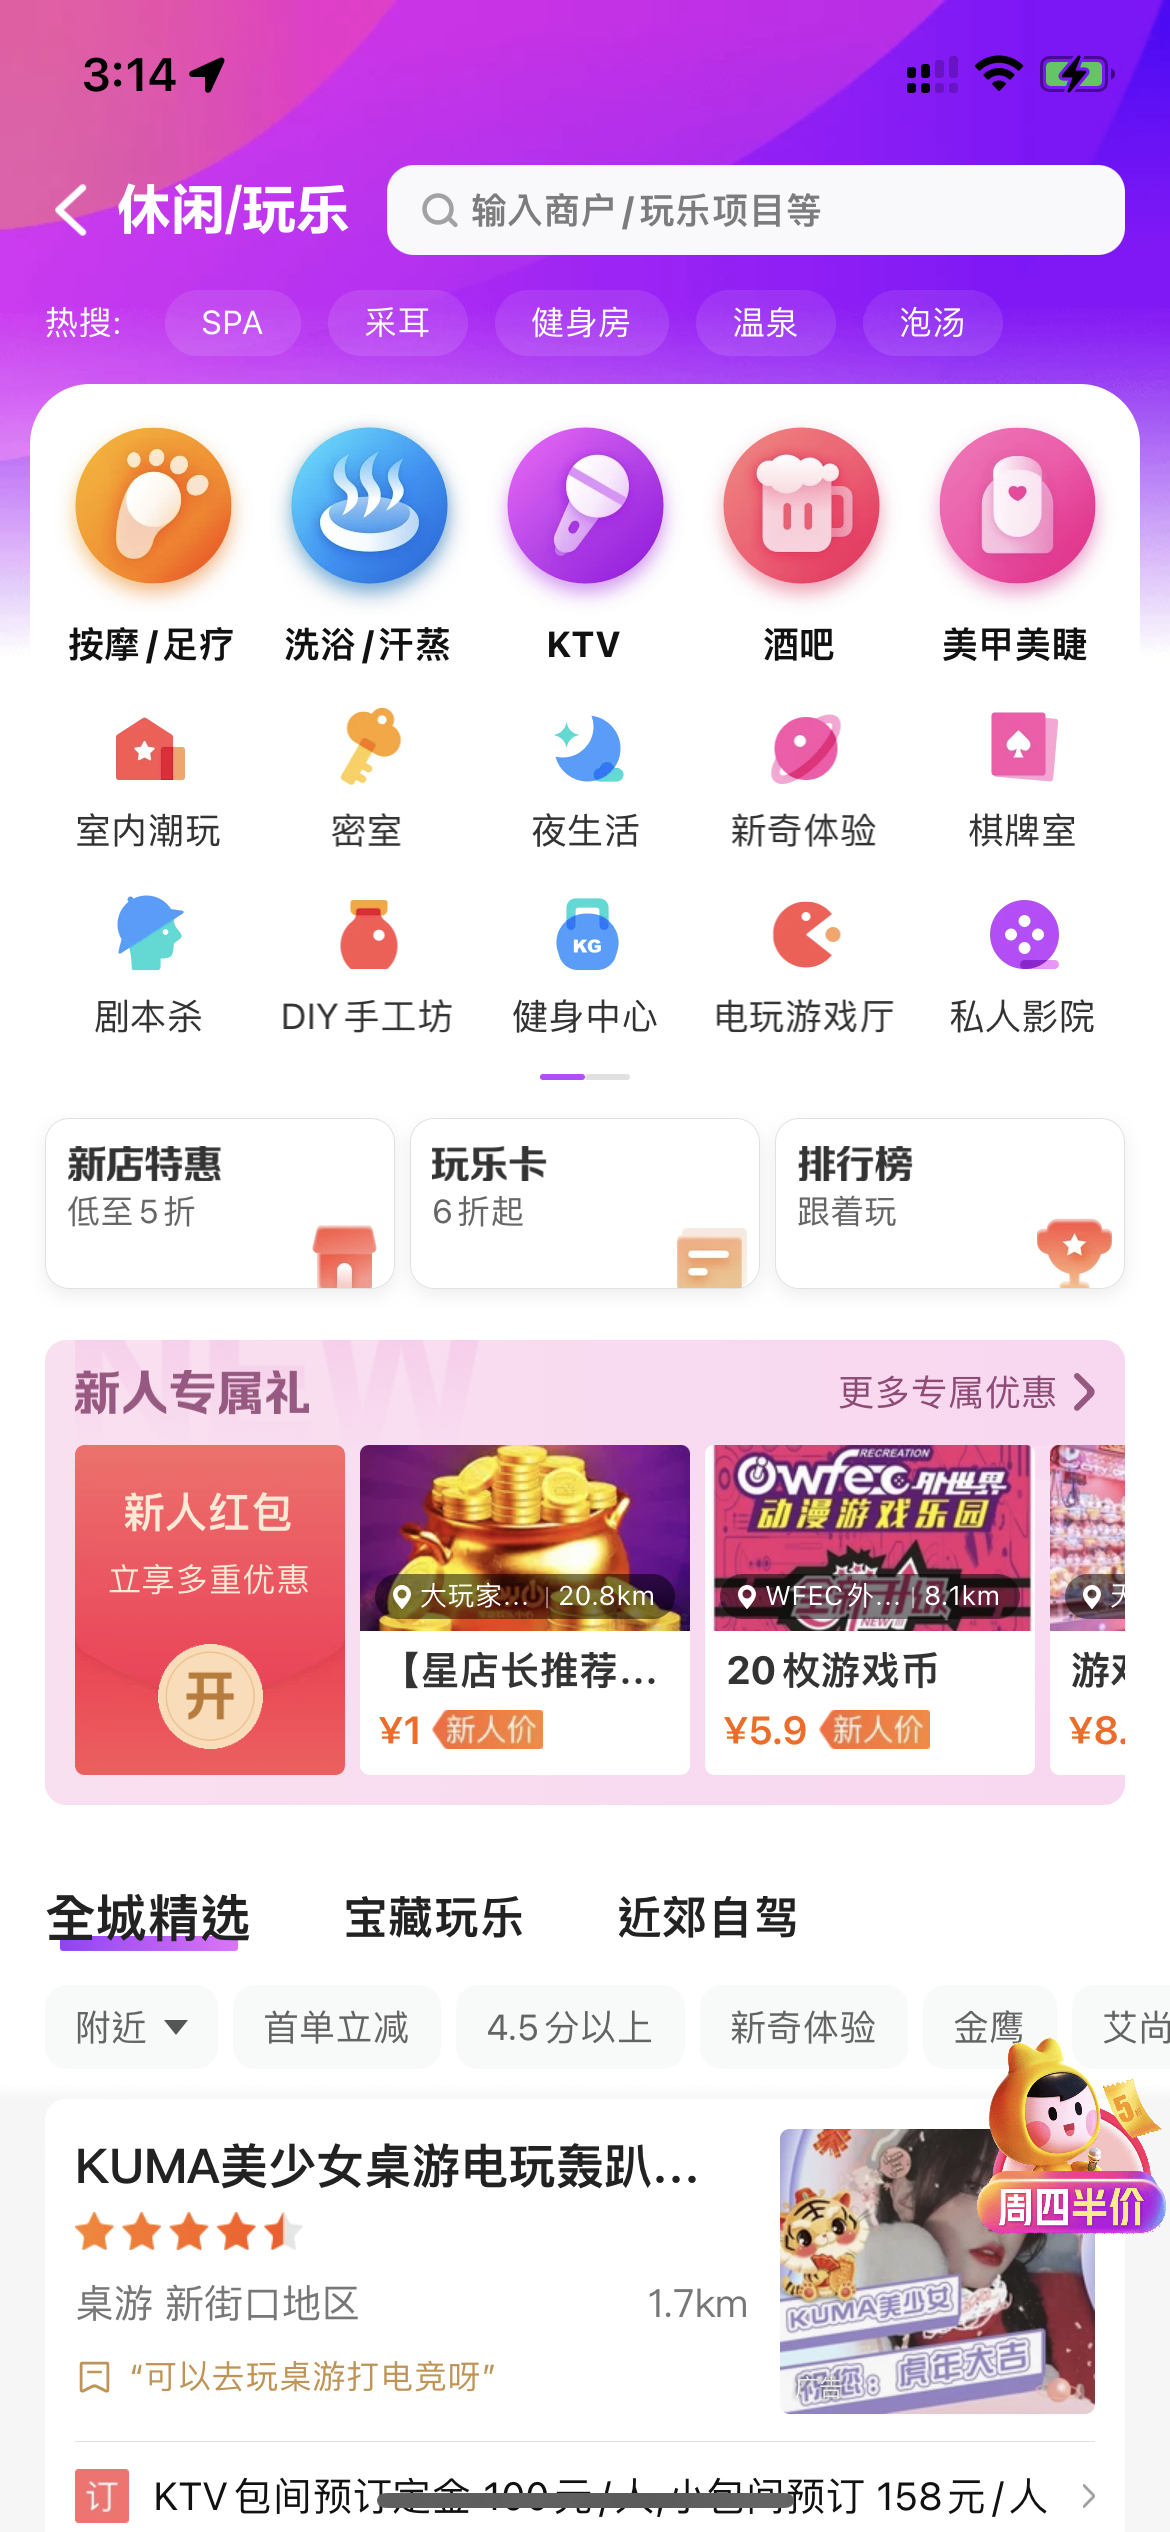 3:14
休闲/玩乐
输入商户/玩乐项目等
热搜: SPA 采耳 健身房 温泉 泡汤
按摩/足疗 洗浴/汗蒸 KTV 酒吧 美甲美睫
室内潮玩 密室 夜生活 新奇体验 棋牌室
KG
剧本杀 DIY手工坊 健身中心 电玩游戏厅 私人影院
新店特惠 玩乐卡 排行榜
低至5折 6折起 跟着玩
NEW
新人专属礼 更多专属优惠
新人红包
立享多重优惠
开
RECREATION
wfec外世界
动漫游戏乐园
NEW
大玩家... 20.8km
WFEC外... 8.1km
【星店长推荐... 20枚游戏币
¥1 新人价 ¥5.9 新人价 ¥8.
全城精选 宝藏玩乐 近郊自驾
附近 首单立减 4.5分以上 新奇体验 金鹰 艾尚
5
周四半价
KUMA美少女桌游电玩轰趴...
桌游 新街口地区 1.7km
“可以去玩桌游打电竞呀”
KUMA美少女
祝您：虎年大吉
广告
订 KTV包间预订定金 100元/人,小包间预订 158元/人